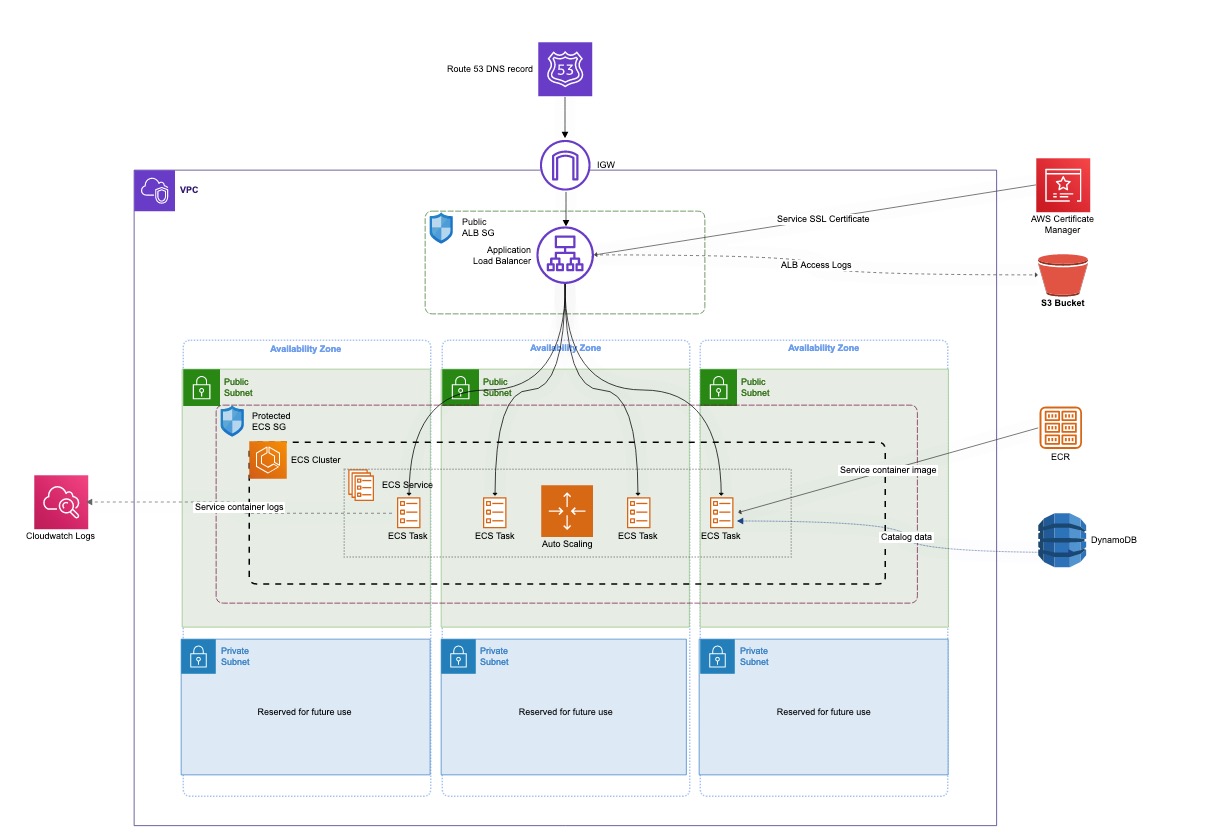 Route 53 DNS record
53
IGW
VPC
Public
ALB SG
Application
Load Balancer
Service SSL Certificate
AWS Certificate
Manager
ALB Access Logs
S3 Bucket
Availability Zone
Availability Zone
Availability Zone
Public
Subnet
Public
Subnet
Public
Subnet
Protected
ECS SG
ECS Cluster
ECS Service
Service container image
ECR
Service container logs
Cloudwatch Logs
ECS Task
ECS Task
Auto Scaling
ECS Task
ECS Task
Catalog data
DynamoDB
Private
Subnet
Private
Subnet
Private
Subnet
Reserved for future use
Reserved for future use
Reserved for future use